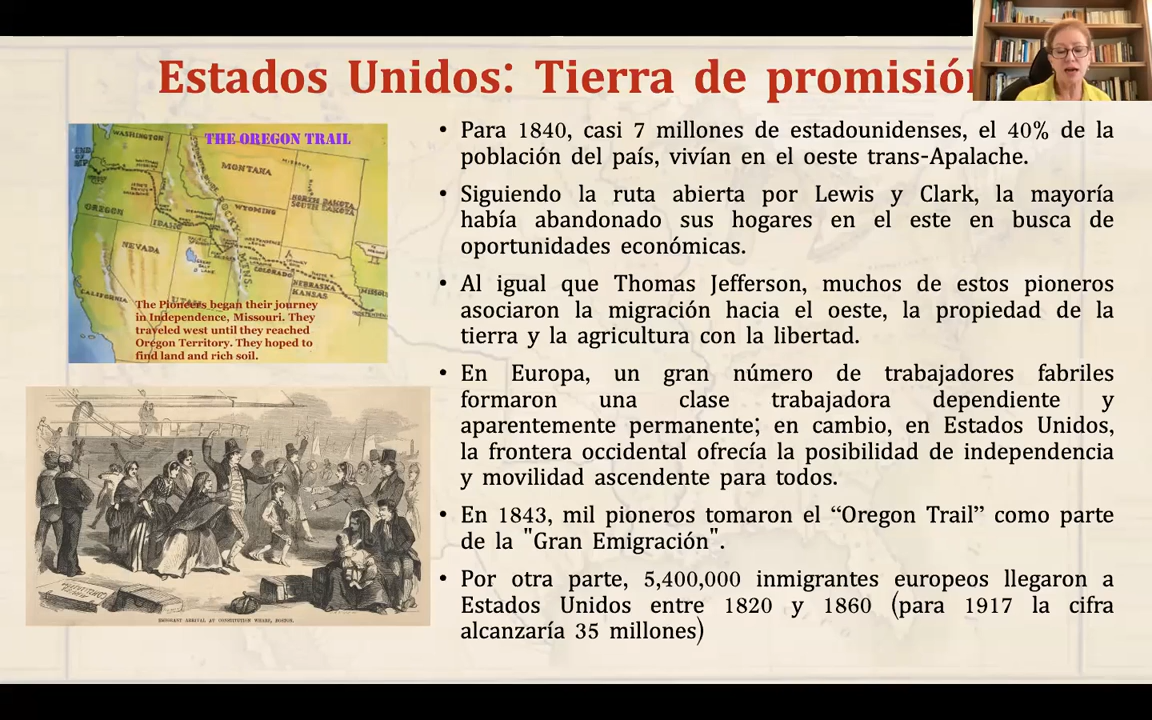 Estados Unidos: Tierra de promisión
THE OREGON TRAIL
WASHINGTON
MONTANA
NORTH DAKOTA
SOUTH DAKOTA
OREGON
IDAHO
WYOMING
NEVADA
COLORADO
NEBRASKA
KANSAS
CALIFORNIA
UTAH
The Pioneers began their journey
in Independence, Missouri. They
traveled west until they reached
Oregon Territory. They hoped to
find land and rich soil.
EMIGRANT ARRIVAL AT CONSTITUTION WHARF, BOSTON.
• Para 1840, casi 7 millones de estadounidenses, el 40% de la
población del país, vivían en el oeste trans-Apalache.
• Siguiendo la ruta abierta por Lewis y Clark, la mayoría
había abandonado sus hogares en el este en busca de
oportunidades económicas.
• Al igual que Thomas Jefferson, muchos de estos pioneros
asociaron la migración hacia el oeste, la propiedad de la
tierra y la agricultura con la libertad.
• En Europa, un gran número de trabajadores fabriles
formaron una clase trabajadora dependiente y
aparentemente permanente; en cambio, en Estados Unidos,
la frontera occidental ofrecía la posibilidad de independencia
y movilidad ascendente para todos.
• En 1843, mil pioneros tomaron el “Oregon Trail” como parte
de la "Gran Emigración".
• Por otra parte, 5,400,000 inmigrantes europeos llegaron a
Estados Unidos entre 1820 y 1860 (para 1917 la cifra
alcanzaría 35 millones)